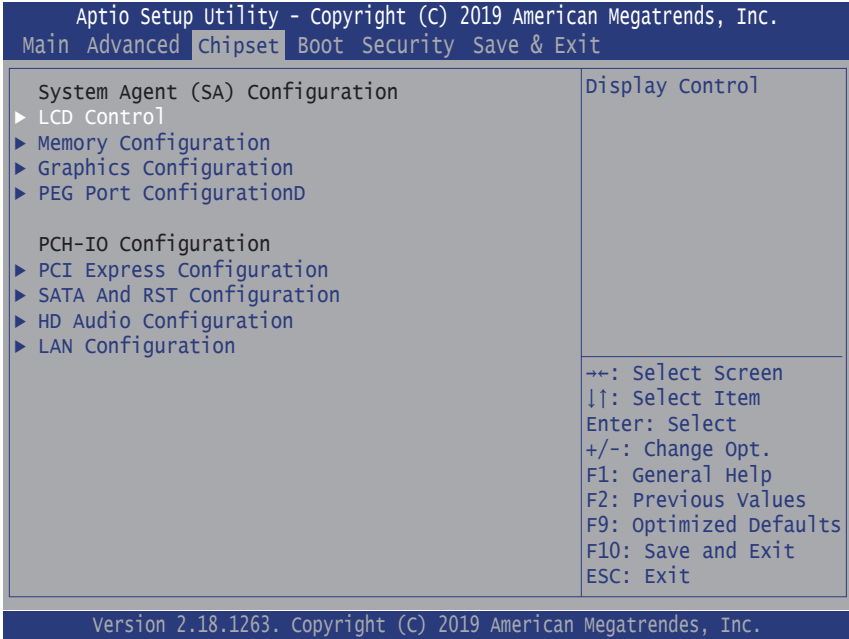 Aptio Setup Utility - Copyright (C) 2019 American Megatrends, Inc.
Main Advanced Chipset Boot Security Save & Exit
System Agent (SA) Configuration
▶ LCD Control
▶ Memory Configuration
▶ Graphics Configuration
▶ PEG Port ConfigurationD
PCH-IO Configuration
▶ PCI Express Configuration
▶ SATA And RST Configuration
▶ HD Audio Configuration
▶ LAN Configuration
Display Control
→←: Select Screen
↓↑: Select Item
Enter: Select
+/-: Change Opt.
F1: General Help
F2: Previous Values
F9: Optimized Defaults
F10: Save and Exit
ESC: Exit
Version 2.18.1263. Copyright (C) 2019 American Megatrendes, Inc.